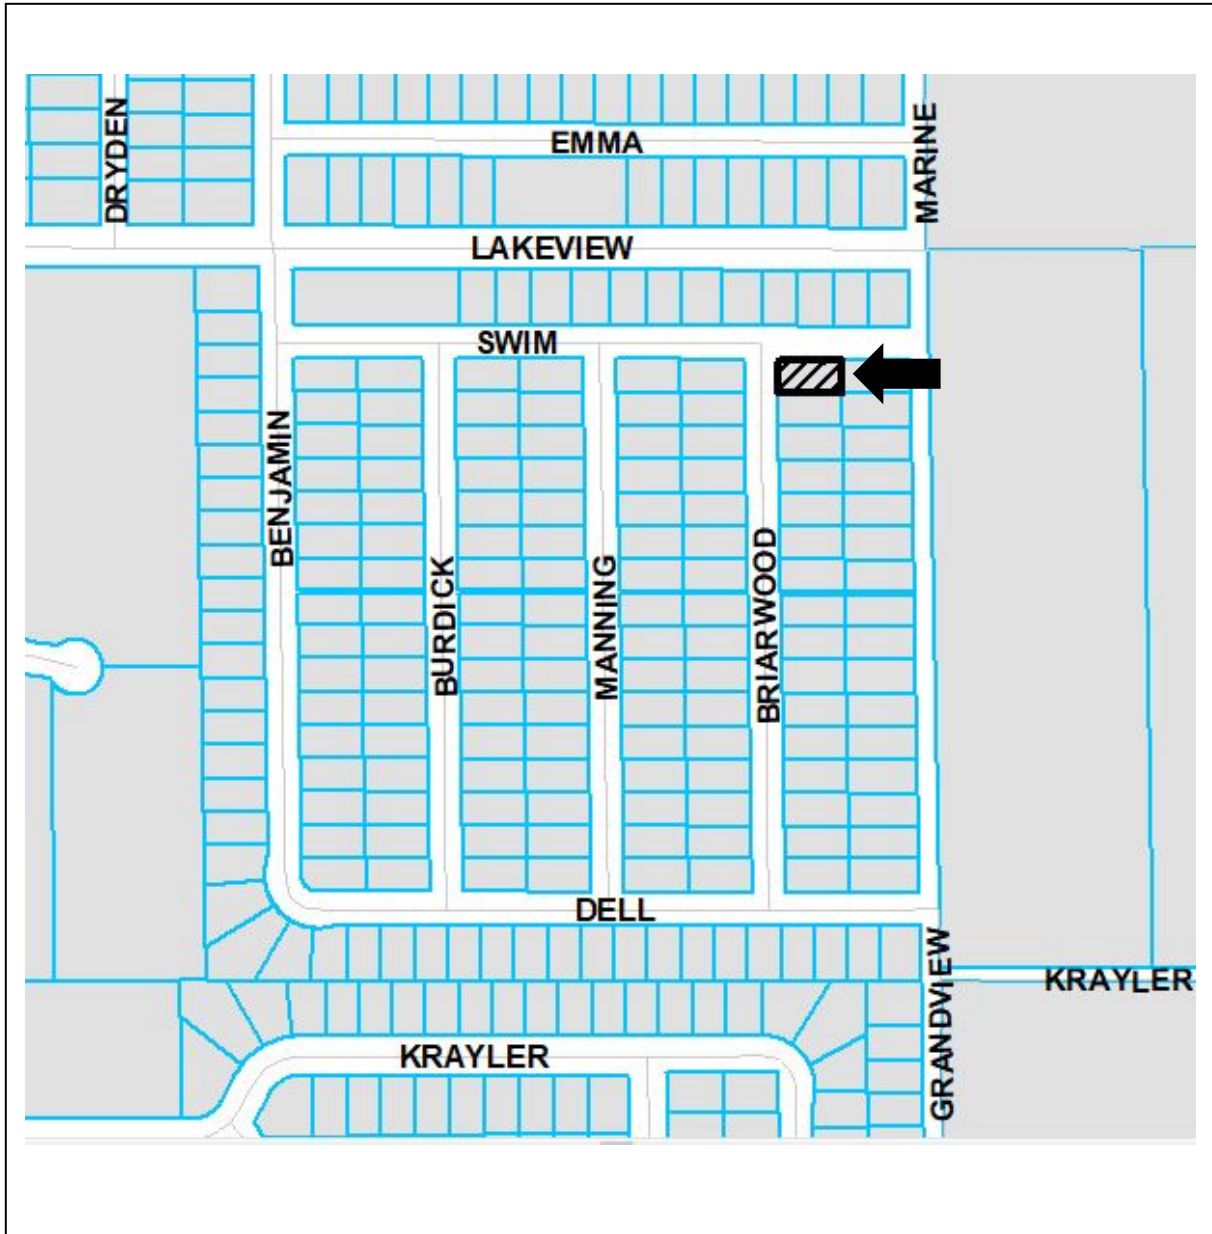 DRYDEN
EMMA
MARINE
LAKEVIEW
SWIM
BENJAMIN
BURDICK
MANNING
BRIARWOOD
DELL
GRANDVIEW
KRAYLER
KRAYLER